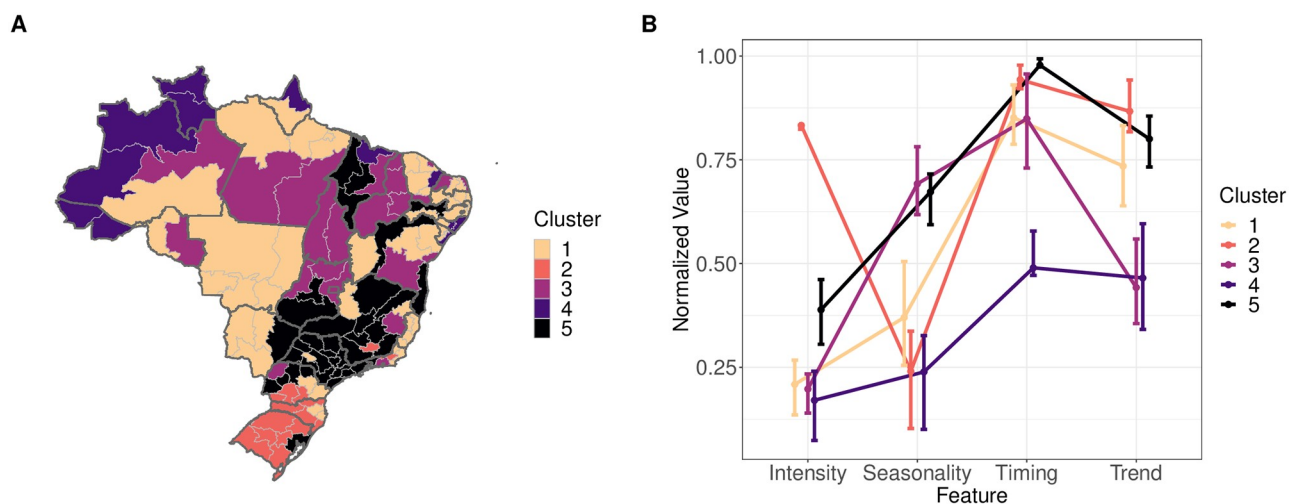 A
B
Cluster
1
2
3
4
5
Normalized Value
1.00
0.75
0.50
0.25
Intensity Seasonality Timing Trend
Feature
Cluster
1
2
3
4
5